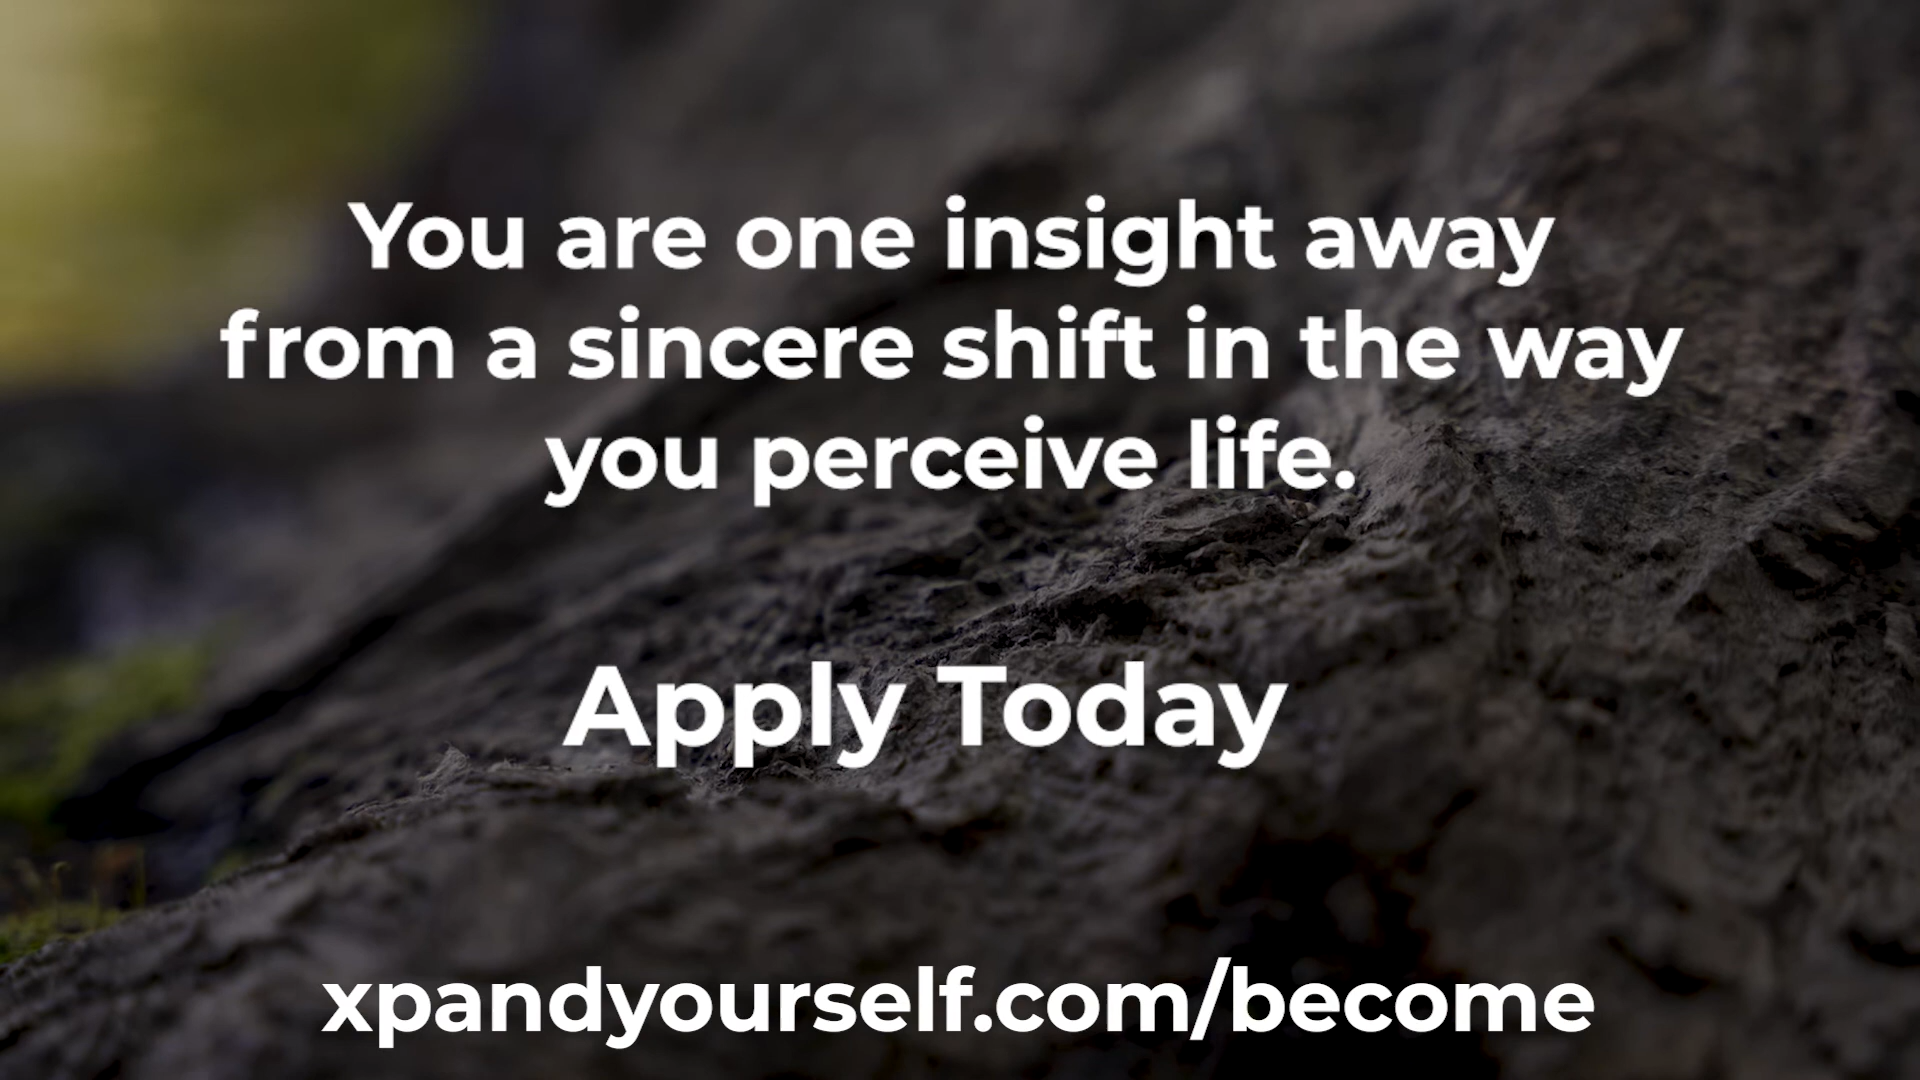 You are one insight away
from a sincere shift in the way
you perceive life.
Apply Today
xpandyourself.com/become